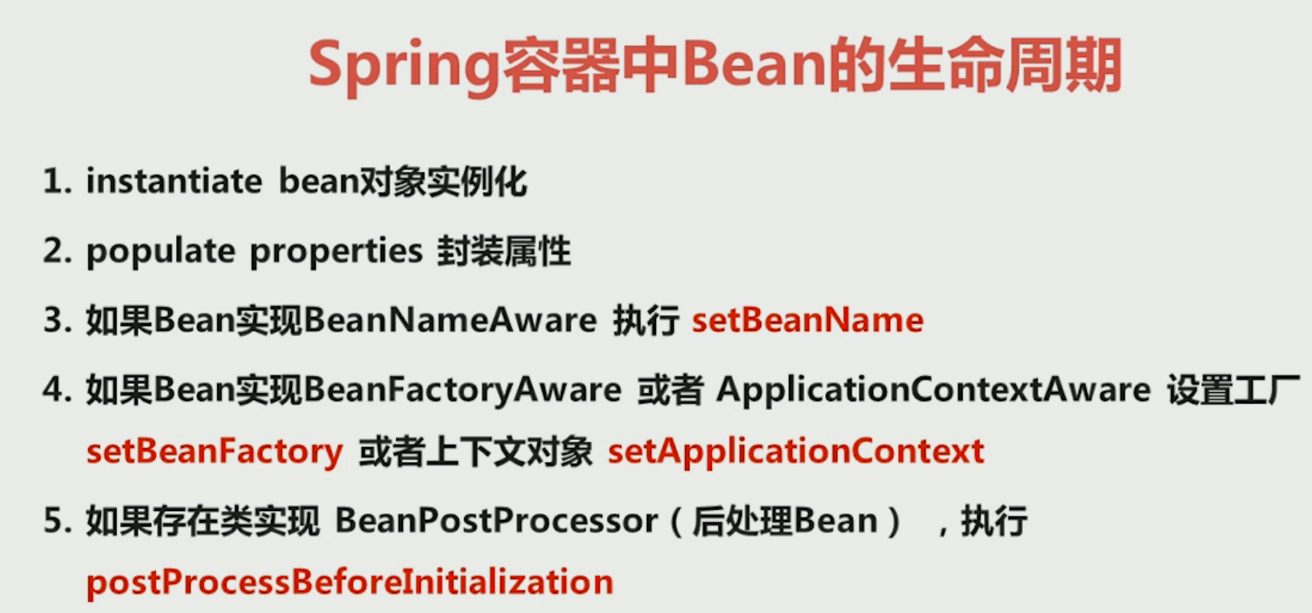 Spring容器中Bean的生命周期
1. instantiate bean对象实例化
2. populate properties 封装属性
3. 如果Bean实现BeanNameAware 执行 setBeanName
4. 如果Bean实现BeanFactoryAware 或者 ApplicationContextAware 设置工厂
setBeanFactory 或者上下文对象 setApplicationContext
5. 如果存在类实现 BeanPostProcessor（后处理Bean） ，执行
postProcessBeforeInitialization